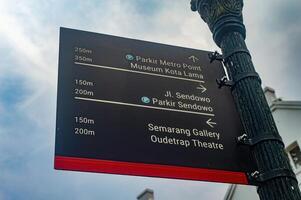 250m P Parkir Metro Point ↖
350m Museum Kota Lama
150m Jl. Sendowo ↗
200m P Parkir Sendowo
150m Semarang Gallery ←
200m Oudetrap Theatre